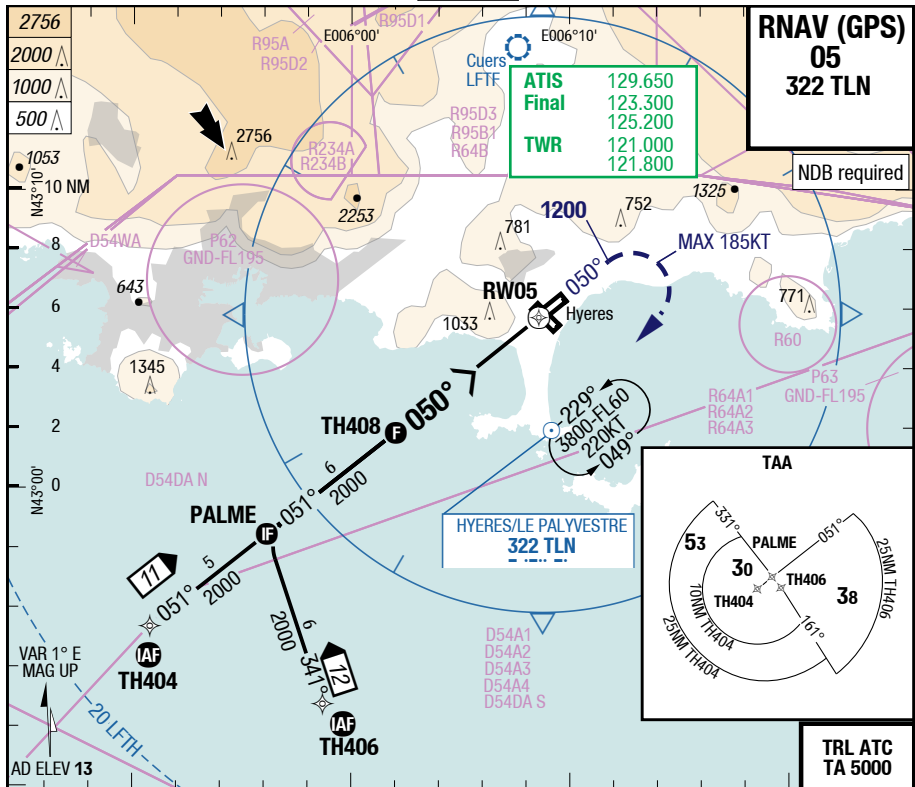 2756
2000
1000
500
R95A
R95D2
R95D1
E006°00'
E006°10'
Cuers
LFTF
RNAV (GPS)
05
322 TLN
ATIS 129.650
Final 123.300
125.200
TWR 121.000
121.800
NDB required
2756
R234A
R234B
R95D3
R95B1
R64B
1053
N43°10'
10 NM
2253
1325
752
781
1200
MAX 185KT
D54WA
P62
GND-FL195
8
050°
RW05
Hyeres
643
6
1033
771
R60
4
1345
050°
TH408
F
229°
3800-FL60
220KT
049°
P63
GND-FL195
R64A1
R64A2
R64A3
2
6
2000
051°
N43°00'
0
D54DA N
PALME
IF
HYERES/LE PALYVESTRE
322 TLN
TAA
331°
051°
53
PALME
30
TH406
TH404
38
10NM TH404
25NM TH404
25NM TH406
161°
11
5
051°
2000
6
2000
341°
12
IAF
TH404
IAF
TH406
D54A1
D54A2
D54A3
D54A4
D54DA S
VAR 1° E
MAG UP
20 LFTH
AD ELEV 13
TRL ATC
TA 5000